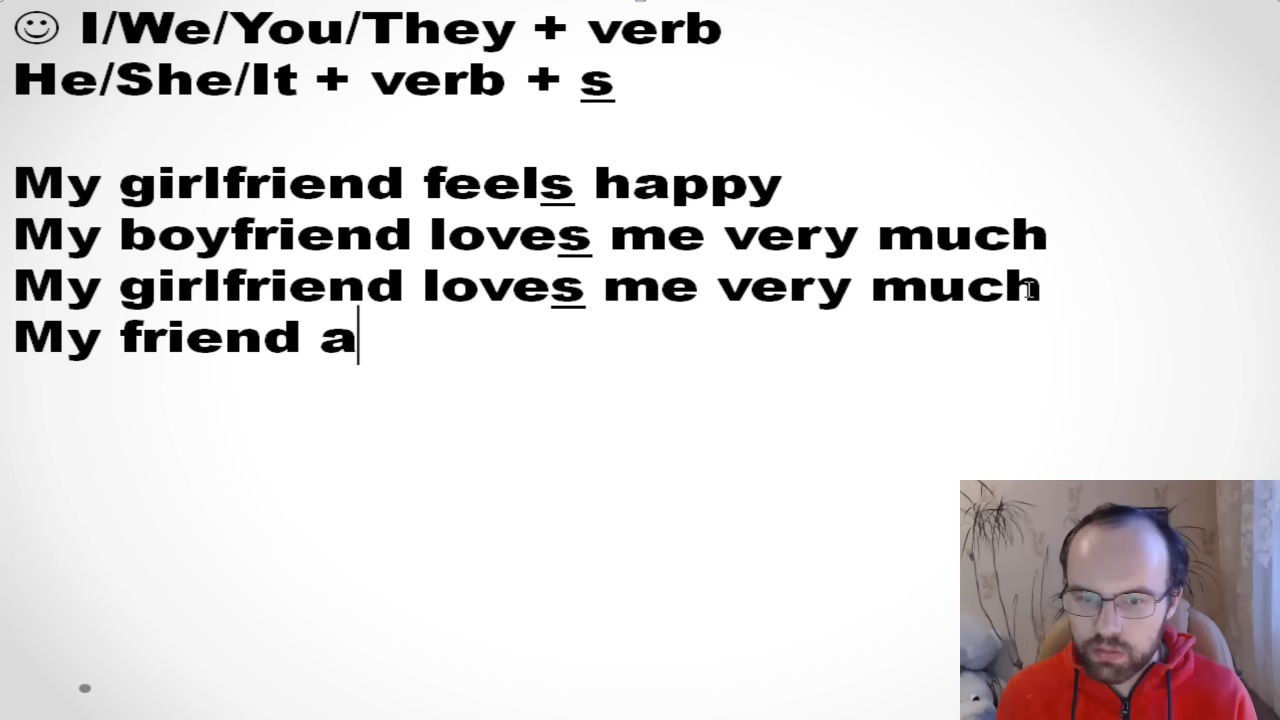 ☺ I/We/You/They + verb
He/She/It + verb + s
My girlfriend feels happy
My boyfriend loves me very much
My girlfriend loves me very much
My friend a